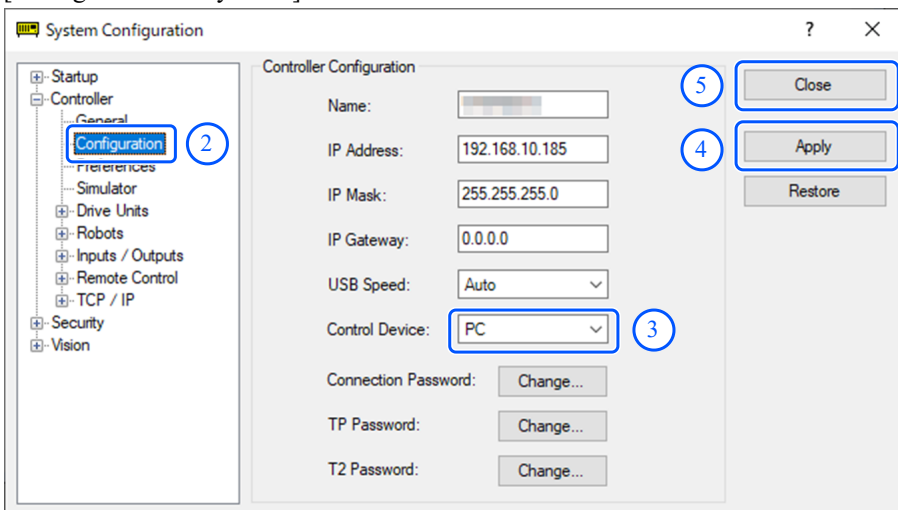 System Configuration ? ×
Startup
Controller
General
Configuration 2
Preferences
Simulator
Drive Units
Robots
Inputs / Outputs
Remote Control
TCP / IP
Security
Vision
Controller Configuration
Name:
IP Address: 192.168.10.185
IP Mask: 255.255.255.0
IP Gateway: 0.0.0.0
USB Speed: Auto
Control Device: PC 3
Connection Password: Change...
TP Password: Change...
T2 Password: Change...
5 Close
4 Apply
Restore